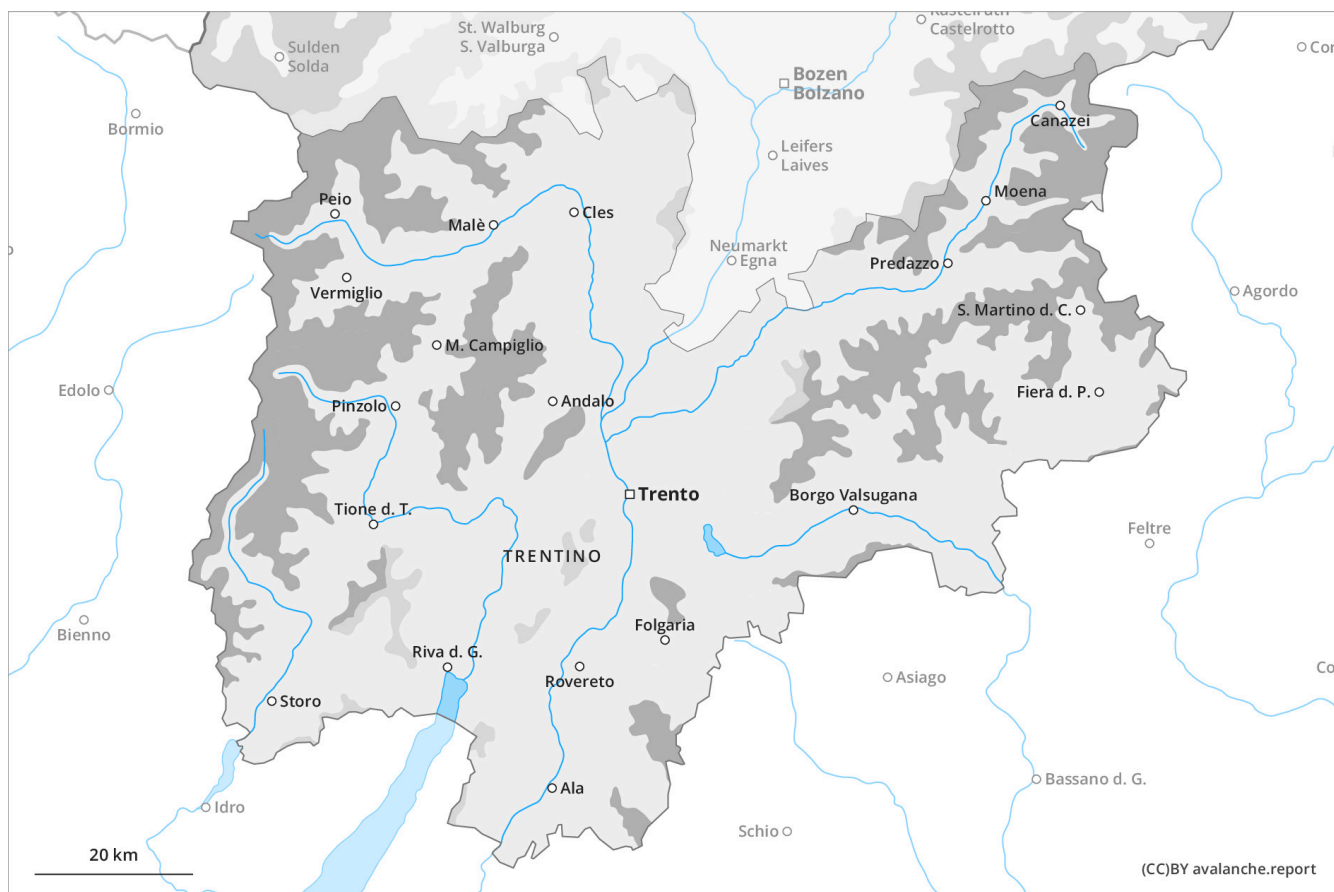 Kastelruth
Castelrotto
St. Walburg
S. Valburga
Sulden
Solda
Bozen
Bolzano
Bormio
Canazei
Leifers
Laives
Moena
Peio
Malè
Cles
Neumarkt
Egna
Predazzo
Vermiglio
Agordo
S. Martino d. C.
M. Campiglio
Edolo
Pinzolo
Andalo
Fiera d. P.
Trento
Borgo Valsugana
Tione d. T.
Feltre
TRENTINO
Bienno
Folgaria
Riva d. G.
Rovereto
Asiago
Storo
Bassano d. G.
Ala
Idro
Schio
20 km
(CC)BY avalanche.report